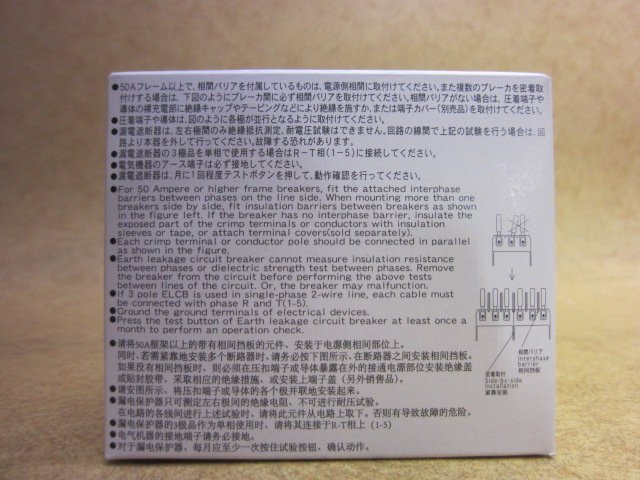 ●50Aフレーム以上で、相間バリアを付属しているものは、電源側相間に取付けてください。また複数のブレーカを密着取
付けする場合は、下図のようにブレーカ間に必ず相間バリアを取付けてください。相間バリアがない場合は、圧着端子や
導体の裸充電部に絶縁キャップやテーピングなどにより絶縁を施すか、または端子カバー(別売品)を取付けてください。
●圧着端子や導体は、図のように各極が並行となるように取付けてください。
●漏電遮断器は、左右極間のみ絶縁抵抗測定、耐電圧試験はできません。回路の線間で上記の試験を行う場合は、回
路より本器を外して行ってください。故障する恐れがあります。
●漏電遮断器の3極品を単相で使用する場合はR-T相(1-5)に接続してください。
●電気機器のアース端子は必ず接地してください。
●漏電遮断器は、月に1回程度テストボタンを押して、動作確認を行ってください。
●For 50 Ampere or higher frame breakers, fit the attached interphase
barriers between phases on the line side. When mounting more than one
breakers side by side, fit insulation barriers between breakers as shown
in the figure left. If the breaker has no interphase barrier, insulate the
exposed part of the crimp terminals or conductors with insulation
sleeves or tape, or attach terminal covers(sold separately).
●Each crimp terminal or conductor pole should be connected in parallel
as shown in the figure.
●Earth leakage circuit breaker cannot measure insulation resistance
between phases or dielectric strength test between phases. Remove
the breaker from the circuit before performing the above tests
between lines of the circuit. Or, the breaker may malfunction.
●If 3 pole ELCB is used in single-phase 2-wire line, each cable must
be connected with phase R and T(1-5).
●Ground the ground terminals of electrical devices.
●Press the test button of Earth leakage circuit breaker at least once a
month to perform an operation check.
●请将50A框架以上的带有相间挡板的元件、安装于电源侧相间部位上。
同时,若需紧靠地安装多个断路器时,请务必按下图所示、在断路器之间安装相间挡板。
如果没有相间挡板时、则必须在压扣端子或导体暴露在外的接通电源部位安装绝缘盖
或贴封胶带、采取相应的绝缘措施、或安装上端子盖(另外销售品)。
●请安图所示、将压扣端子或导体的各个极并联地安装起来。
●漏电保护器只可测定左右极间的绝缘电阻、不可进行耐压试验。
在电路的各线间进行上述试验时、请将此元件从电路上取下。否则有导致故障的危险。
●漏电保护器的3极品作为单相使用时、请将其连接于R-T相上 (1-5)
●电气机器的接地端子请务必接地。
●对于漏电保护器、每月应至少一次按住试验按钮、确认动作。
相間バリア
Interphase
barrier
相间挡板
密着取付
Side-by-side
installation
紧靠安装